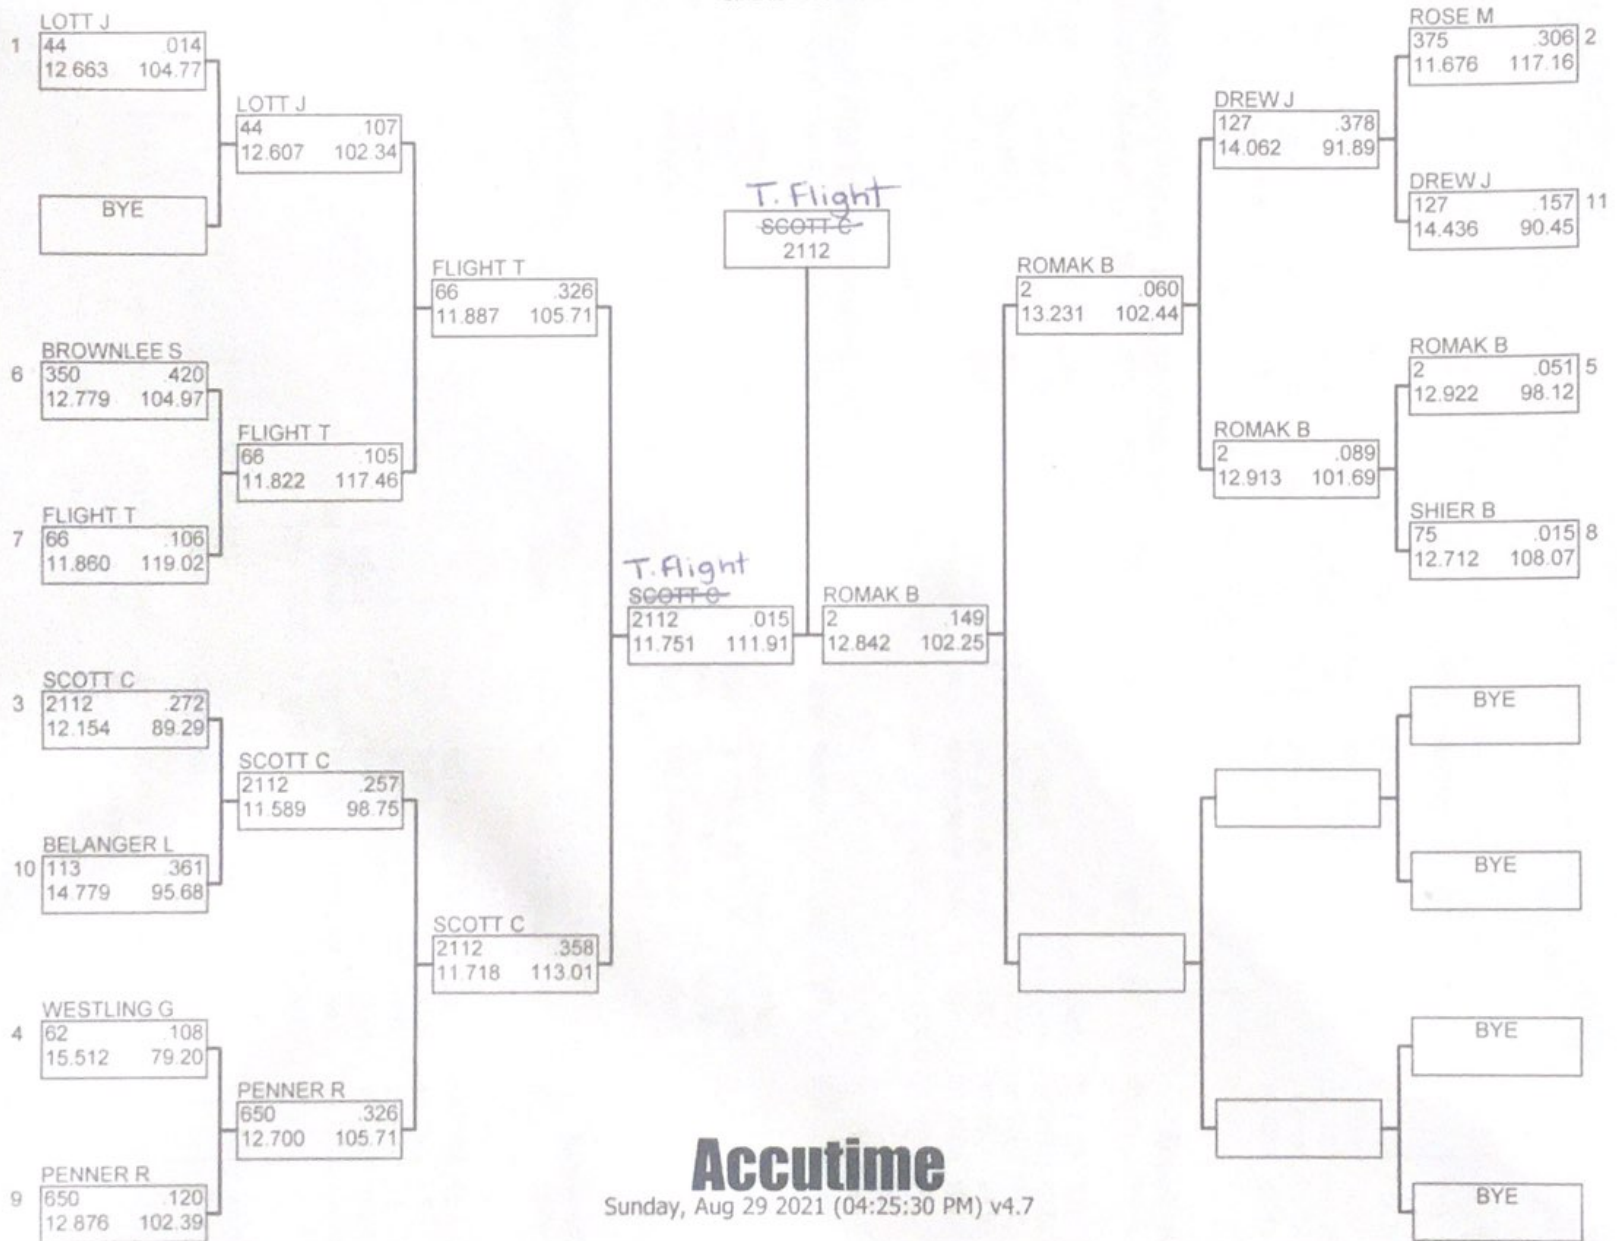 LOTT J
1 44 .014
12.663 104.77
BYE
LOTT J
44 107
12.607 102.34
BROWNLEE S
6 350 .420
12.779 104.97
FLIGHT T
7 66 .106
11.860 119.02
FLIGHT T
66 .105
11.822 117.46
FLIGHT T
66 .326
11.887 105.71
SCOTT C
3 2112 .272
12.154 89.29
BELANGER L
10 113 .361
14.779 95.68
SCOTT C
2112 .257
11.589 98.75
WESTLING G
4 62 .108
15.512 79.20
PENNER R
9 650 .120
12.876 102.39
PENNER R
650 .326
12.700 105.71
SCOTT C
2112 .358
11.718 113.01
T. Flight
SCOTT C
2112 .015
11.751 111.91
T. Flight
SCOTT C
2112
ROMAK B
2 .149
12.842 102.25
ROMAK B
2 .060
13.231 102.44
DREW J
127 .378
14.062 91.89
ROMAK B
2 .089
12.913 101.69
ROSE M
375 .306 2
11.676 117.16
DREW J
127 .157 11
14.436 90.45
ROMAK B
2 .051 5
12.922 98.12
SHIER B
75 .015 8
12.712 108.07
BYE
BYE
BYE
BYE
Accutime
Sunday, Aug 29 2021 (04:25:30 PM) v4.7